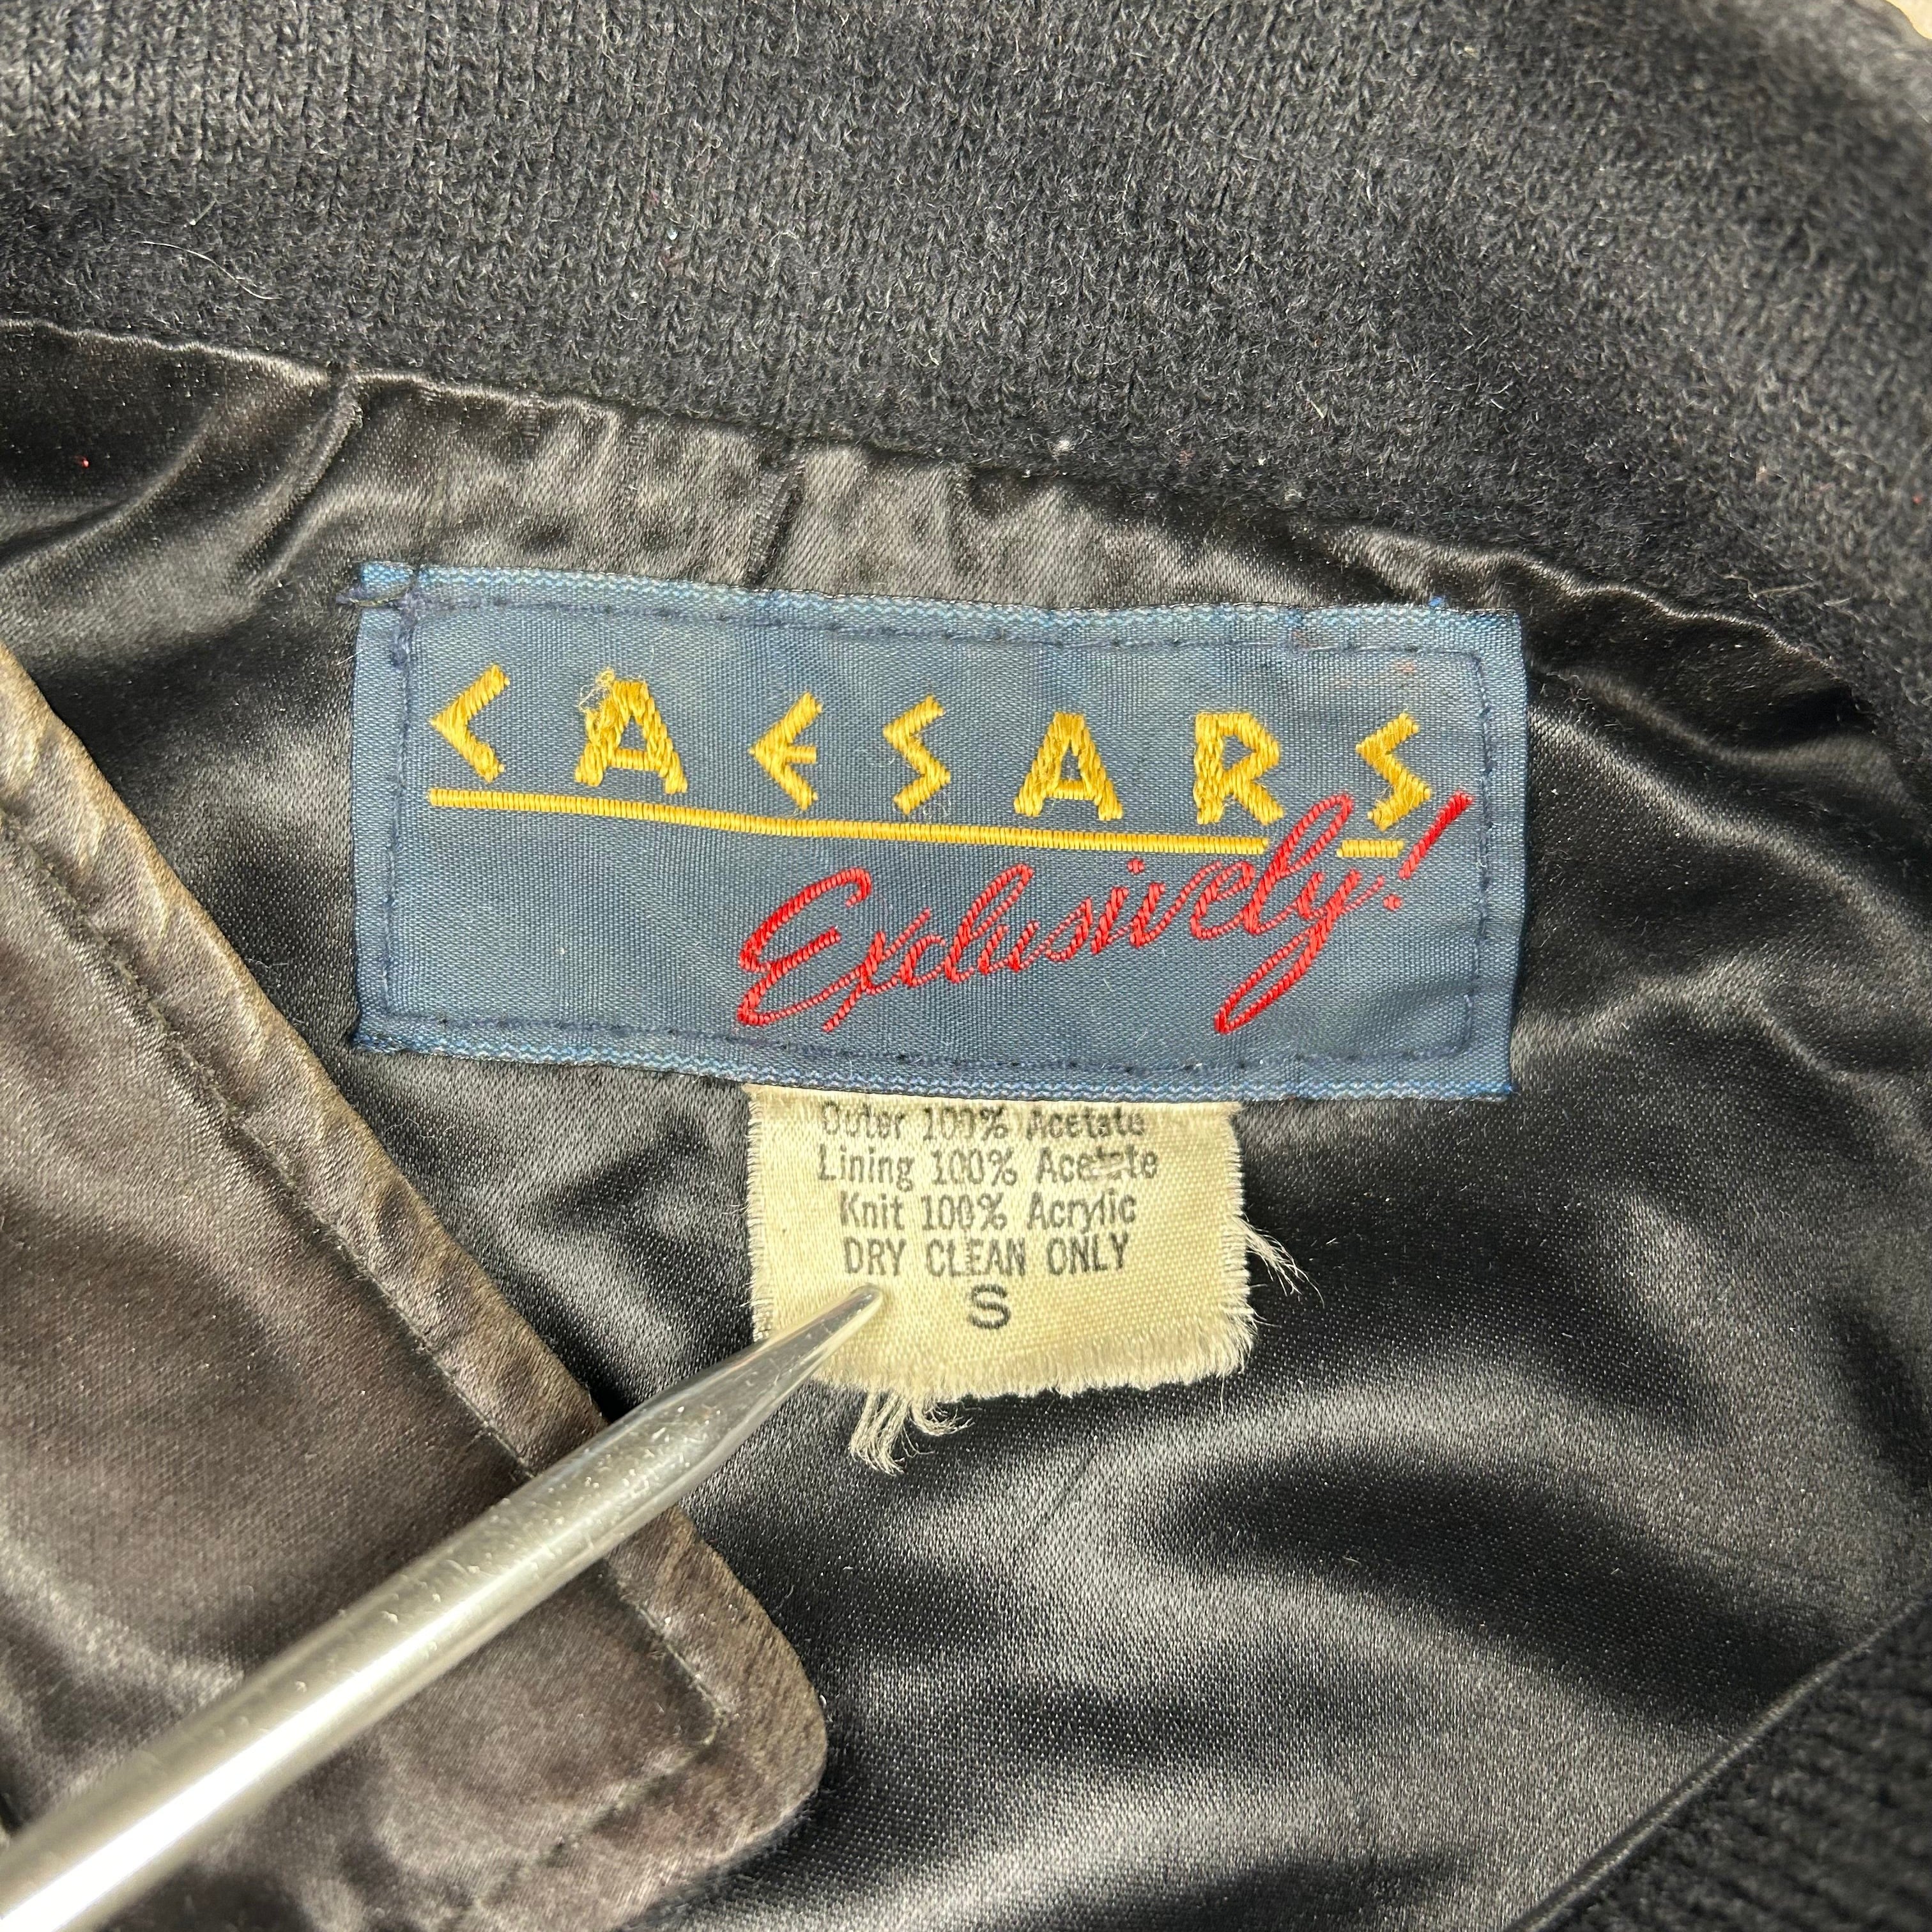 CAESARS
Exclusively!
Outer 100% Acetate
Lining 100% Acetate
Knit 100% Acrylic
DRY CLEAN ONLY
S